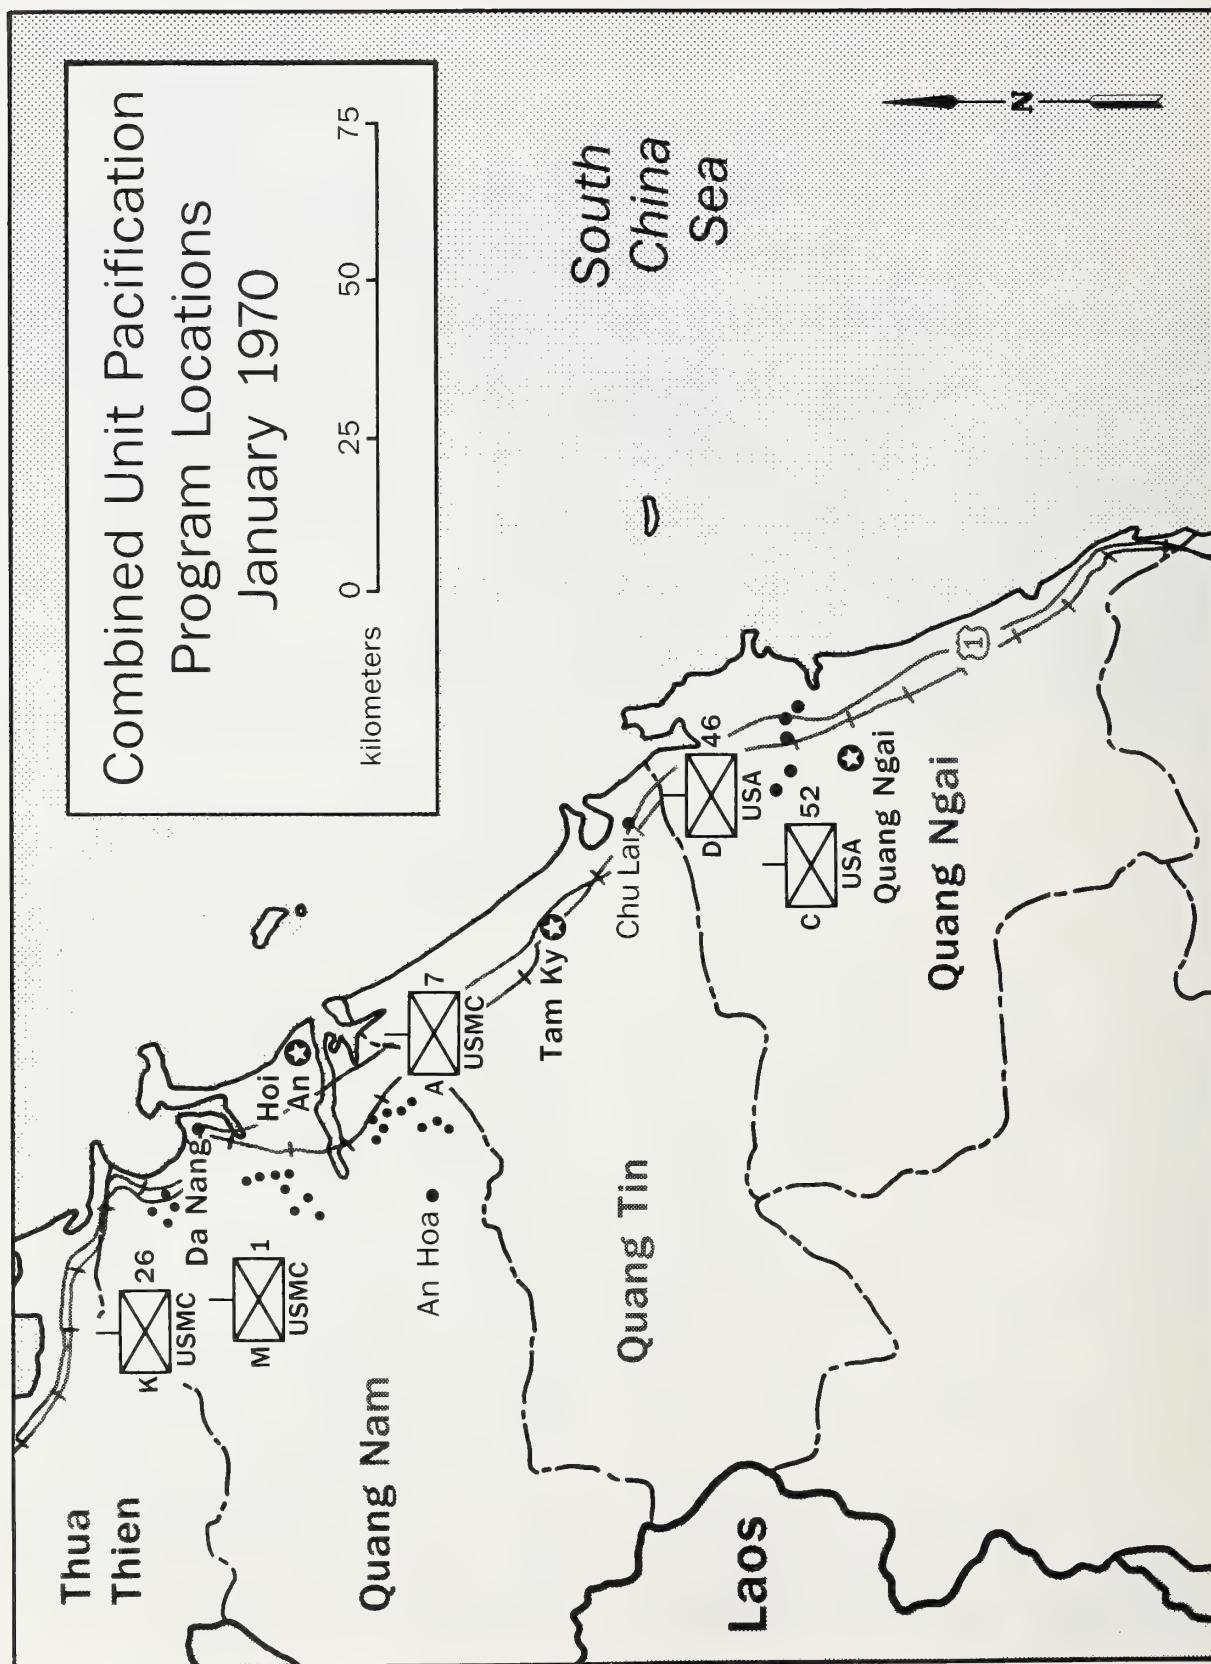 Combined Unit Pacification
Program Locations
January 1970
kilometers 0 25 50 75
South
China
Sea
N
Thua
Thien
K 26
USMC
Da Nang
M 1
USMC
Hoi
An
Quang Nam
An Hoa
A 7
USMC
Tam Ky
Quang Tin
Chu Lai
D 46
USA
C 52
USA
Quang Ngai
Quang Ngai
1
Laos